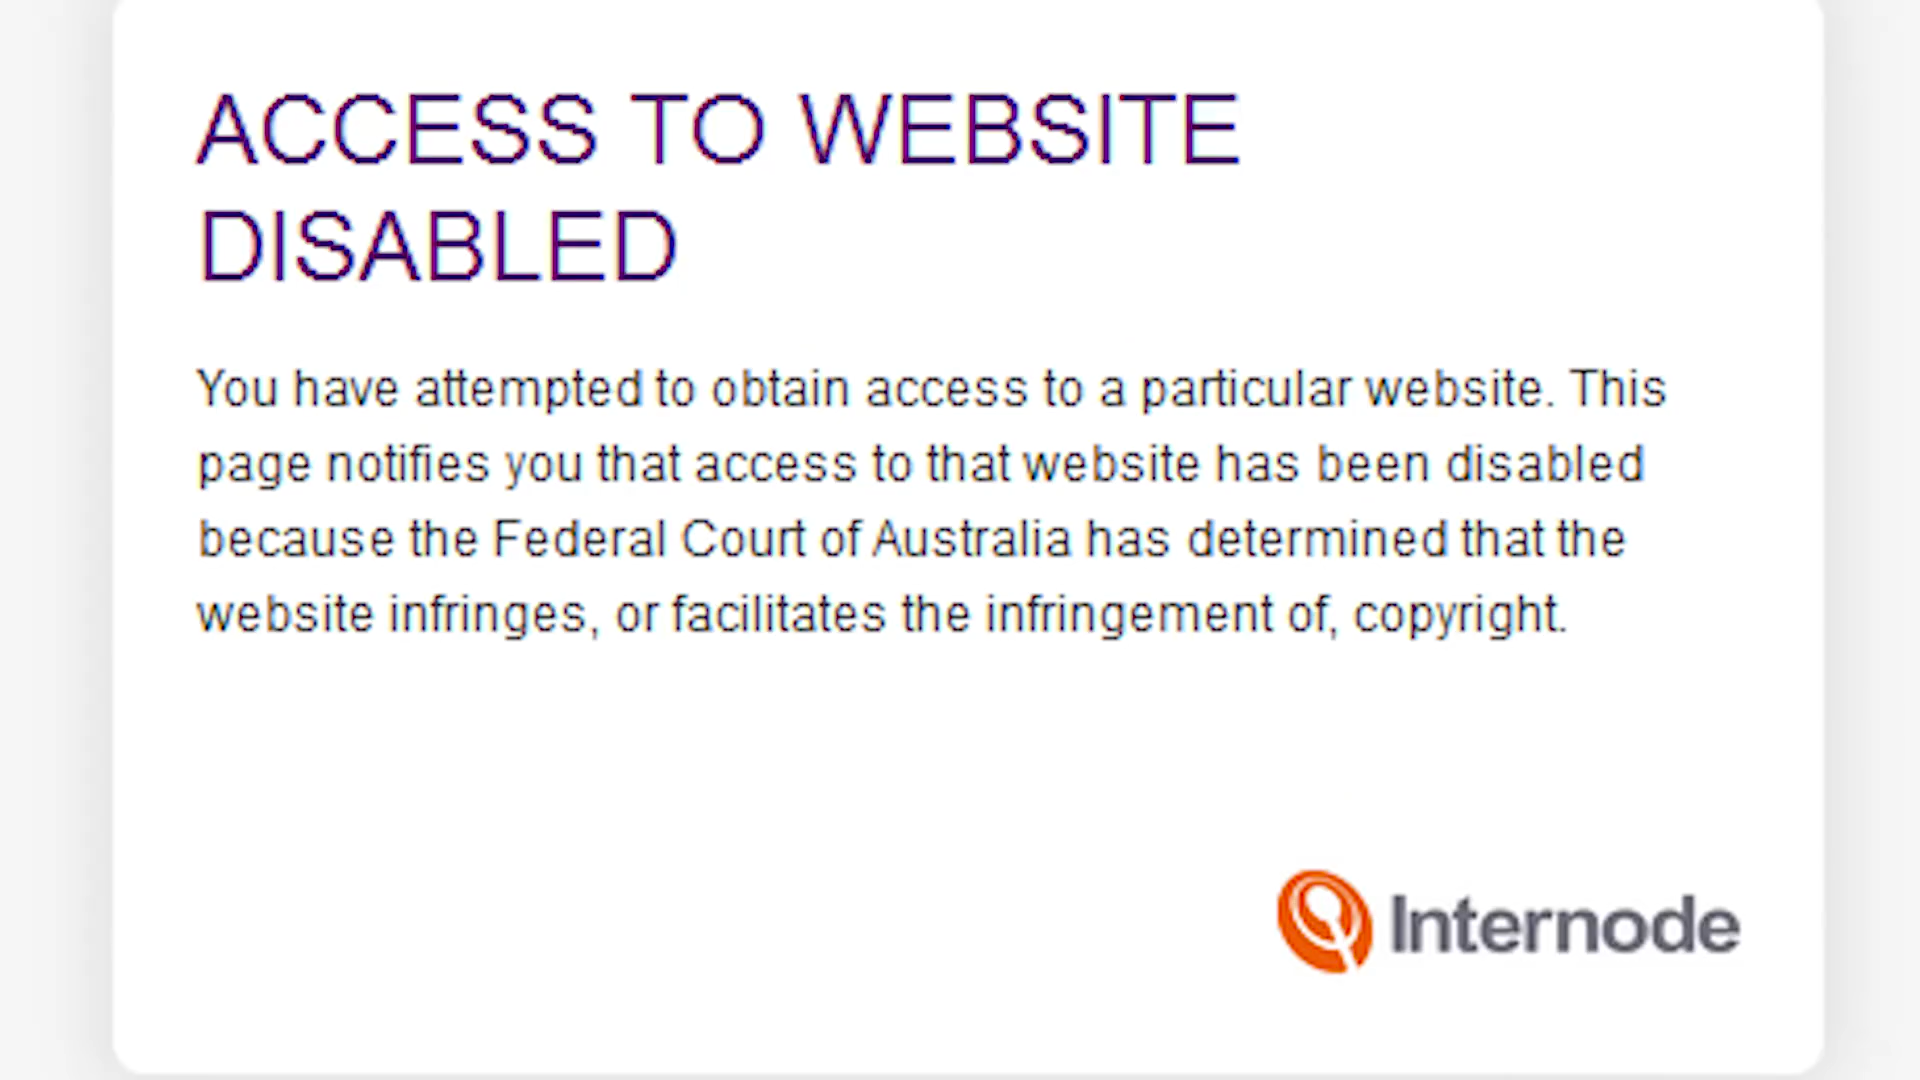 ACCESS TO WEBSITE
DISABLED
You have attempted to obtain access to a particular website. This
page notifies you that access to that website has been disabled
because the Federal Court of Australia has determined that the
website infringes, or facilitates the infringement of, copyright.
Internode